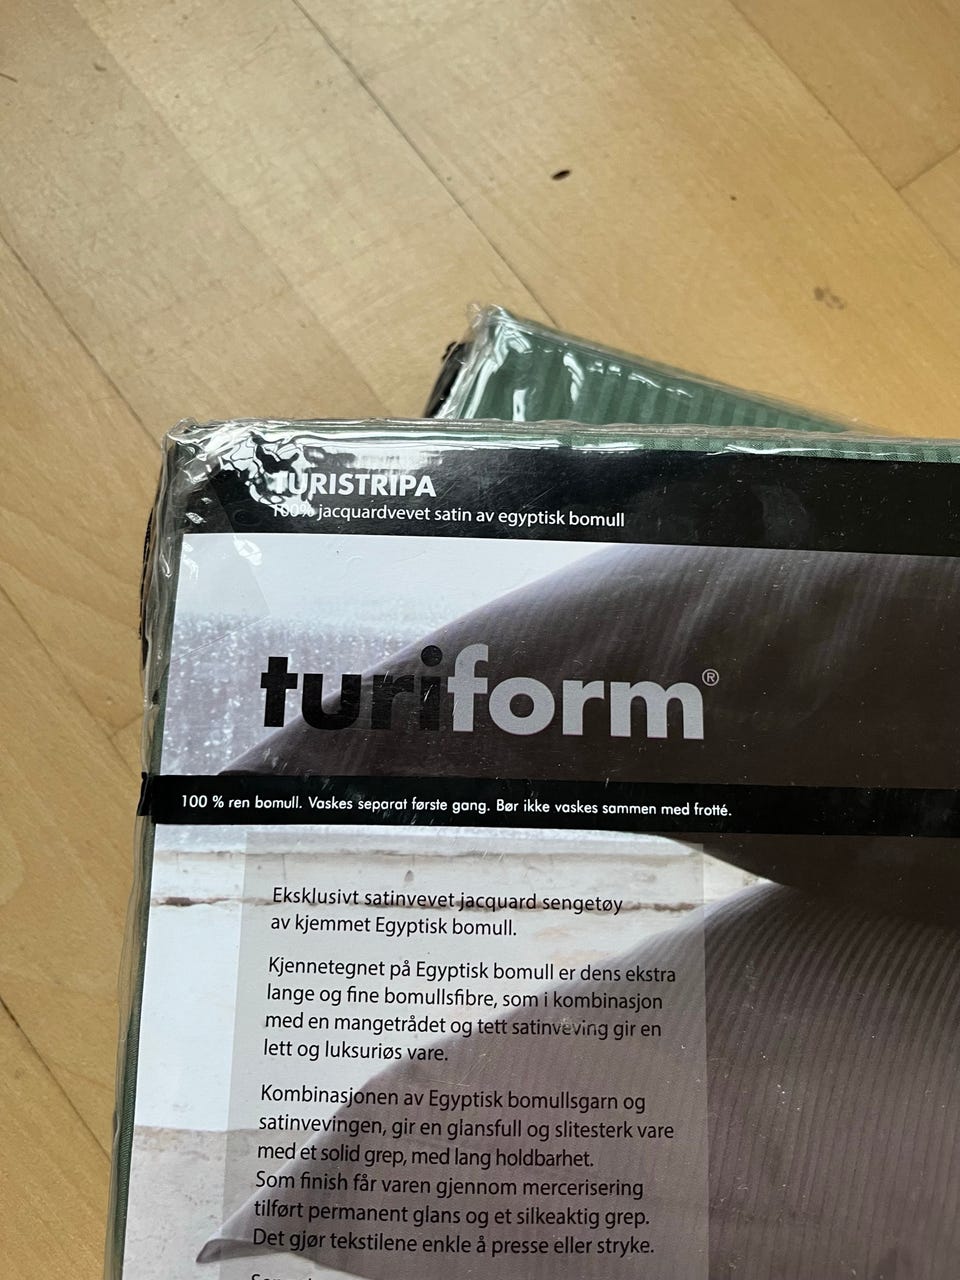 TURISTRIPA
100% jacquardvevet satin av egyptisk bomull
turiform®
100 % ren bomull. Vaskes separat første gang. Bør ikke vaskes sammen med frotté.
Eksklusivt satinvevet jacquard sengetøy
av kjemmet Egyptisk bomull.
Kjennetegnet på Egyptisk bomull er dens ekstra
lange og fine bomullsfibre, som i kombinasjon
med en mangetrådet og tett satinveving gir en
lett og luksuriøs vare.
Kombinasjonen av Egyptisk bomullsgarn og
satinvevingen, gir en glansfull og slitesterk vare
med et solid grep, med lang holdbarhet.
Som finish får varen gjennom mercerisering
tilført permanent glans og et silkeaktig grep.
Det gjør tekstilene enkle å presse eller stryke.